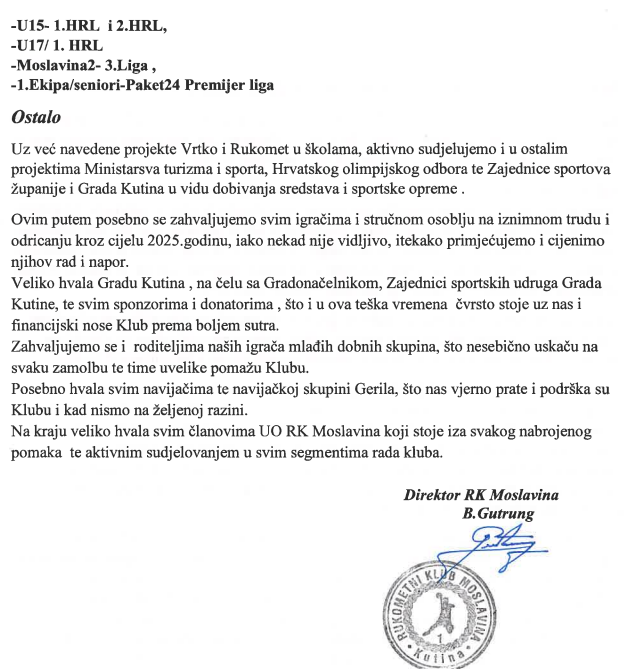 -U15- 1.HRL  i 2.HRL,
-U17/ 1. HRL
-Moslavina2- 3.Liga ,
-1.Ekipa/seniori-Paket24 Premijer liga
Ostalo
Uz već navedene projekte Vrtko i Rukomet u školama, aktivno sudjelujemo i u ostalim
projektima Ministarsva turizma i sporta, Hrvatskog olimpijskog odbora te Zajednice sportova
županije i Grada Kutina u vidu dobivanja sredstava i sportske opreme .
Ovim putem posebno se zahvaljujemo svim igračima i stručnom osoblju na iznimnom trudu i
odricanju kroz cijelu 2025.godinu, iako nekad nije vidljivo, itekako primjećujemo i cijenimo
njihov rad i napor.
Veliko hvala Gradu Kutina , na čelu sa Gradonačelnikom, Zajednici sportskih udruga Grada
Kutine, te svim sponzorima i donatorima , što i u ova teška vremena  čvrsto stoje uz nas i
financijski nose Klub prema boljem sutra.
Zahvaljujemo se i  roditeljima naših igrača mlađih dobnih skupina, što nesebično uskaču na
svaku zamolbu te time uvelike pomažu Klubu.
Posebno hvala svim navijačima te navijačkoj skupini Gerila, što nas vjerno prate i podrška su
Klubu i kad nismo na željenoj razini.
Na kraju veliko hvala svim članovima UO RK Moslavina koji stoje iza svakog nabrojenog
pomaka  te aktivnim sudjelovanjem u svim segmentima rada kluba.
Direktor RK Moslavina
B.Gutrung
RUKOMETNI KLUB MOSLAVINA
1
Kutina